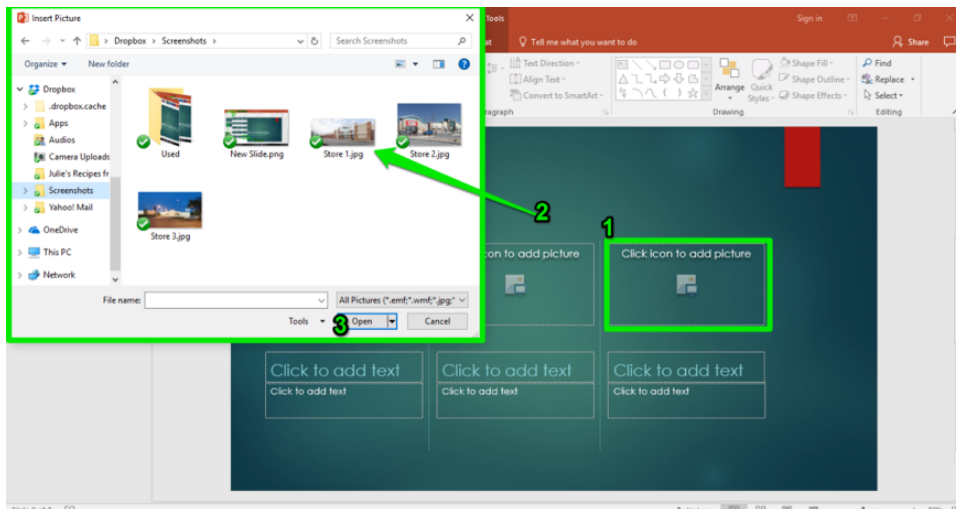 Insert Picture
Tools
Sign in
Dropbox > Screenshots >
Search Screenshots
Tell me what you want to do
Share
Organize
New folder
Text Direction
Align Text
Convert to SmartArt
Arrange
Quick Styles
Shape Fill
Shape Outline
Shape Effects
Find
Replace
Select
Drawing
Editing
Dropbox
.dropbox.cache
Apps
Audios
Camera Uploads
Julie's Recipes fr
Screenshots
Yahoo! Mail
OneDrive
This PC
Network
Used
New Slide.png
Store 1.jpg
Store 2.jpg
Store 3.jpg
2
1
File name:
All Pictures (*.emf;*.wmf;*.jpg;*
Tools
3
Open
Cancel
con to add picture
Click icon to add picture
Click to add text
Click to add text
Click to add text
Click to add text
Click to add text
Click to add text